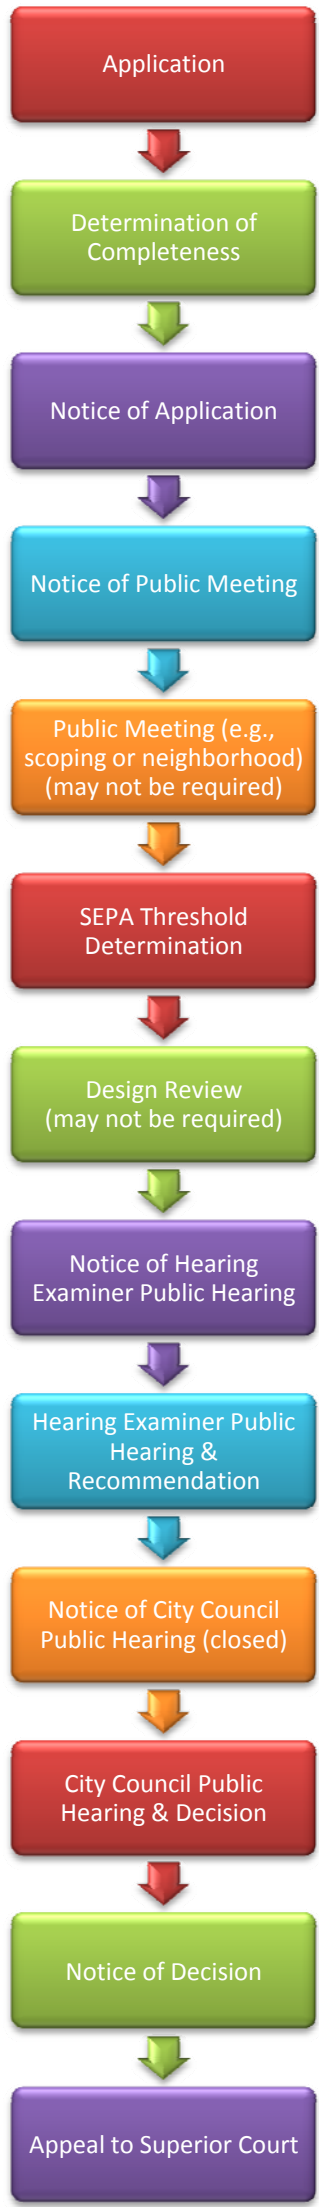 Application
Determination of
Completeness
Notice of Application
Notice of Public Meeting
Public Meeting (e.g.,
scoping or neighborhood)
(may not be required)
SEPA Threshold
Determination
Design Review
(may not be required)
Notice of Hearing
Examiner Public Hearing
Hearing Examiner Public
Hearing &
Recommendation
Notice of City Council
Public Hearing (closed)
City Council Public
Hearing & Decision
Notice of Decision
Appeal to Superior Court